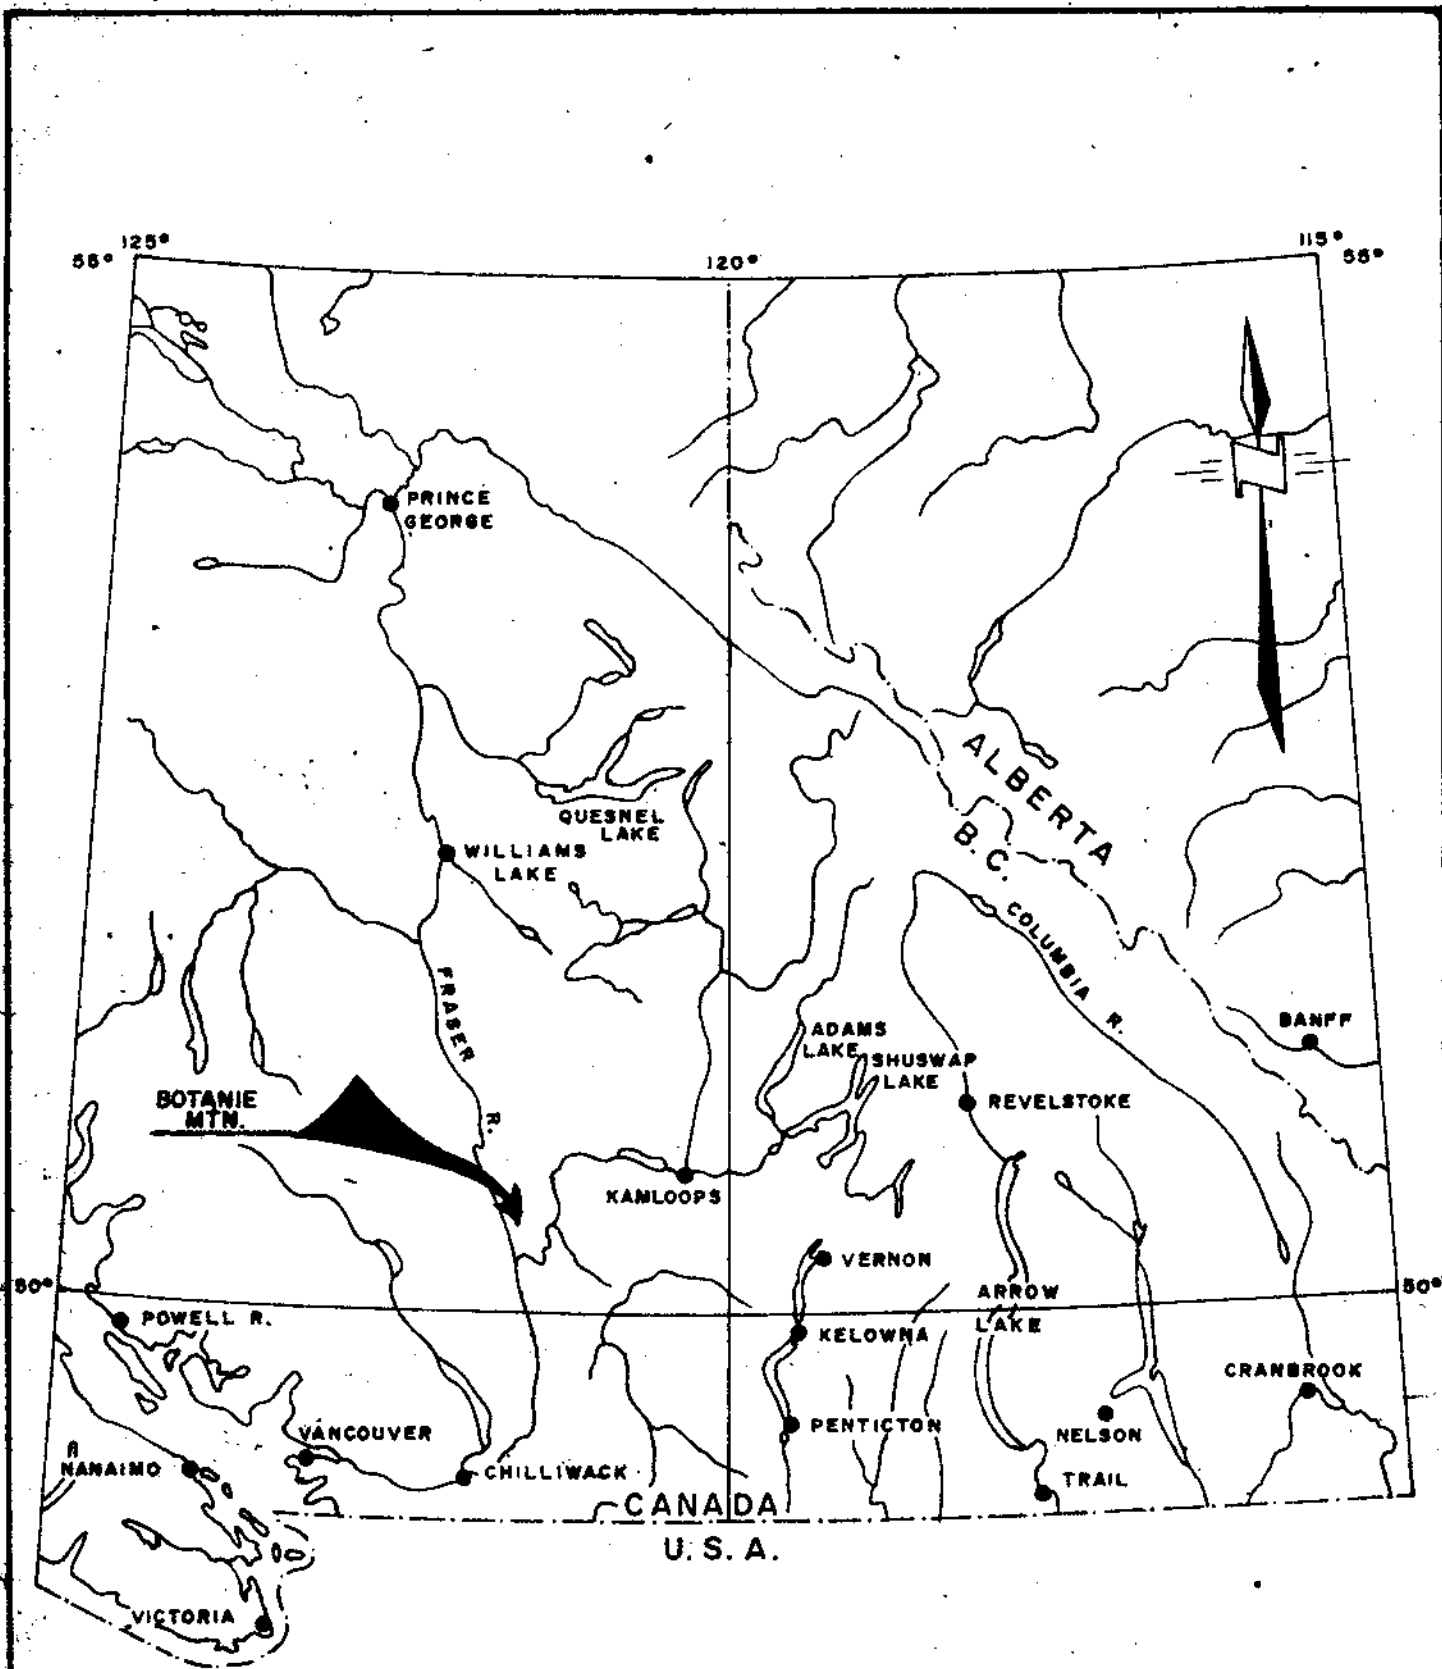 125°
115°
55°
120°
55°
PRINCE
GEORGE
ALBERTA
B.C.
QUESNEL
LAKE
WILLIAMS
LAKE
COLUMBIA R.
FRASER R.
BANFF
ADAMS
LAKE
SHUSWAP
LAKE
BOTANIE
MTN.
REVELSTOKE
KAMLOOPS
VERNON
50°
ARROW
LAKE
50°
POWELL R.
KELOWNA
CRANBROOK
VANCOUVER
PENTICTON
NELSON
NANAIMO
CHILLIWACK
TRAIL
CANADA
U.S.A.
VICTORIA